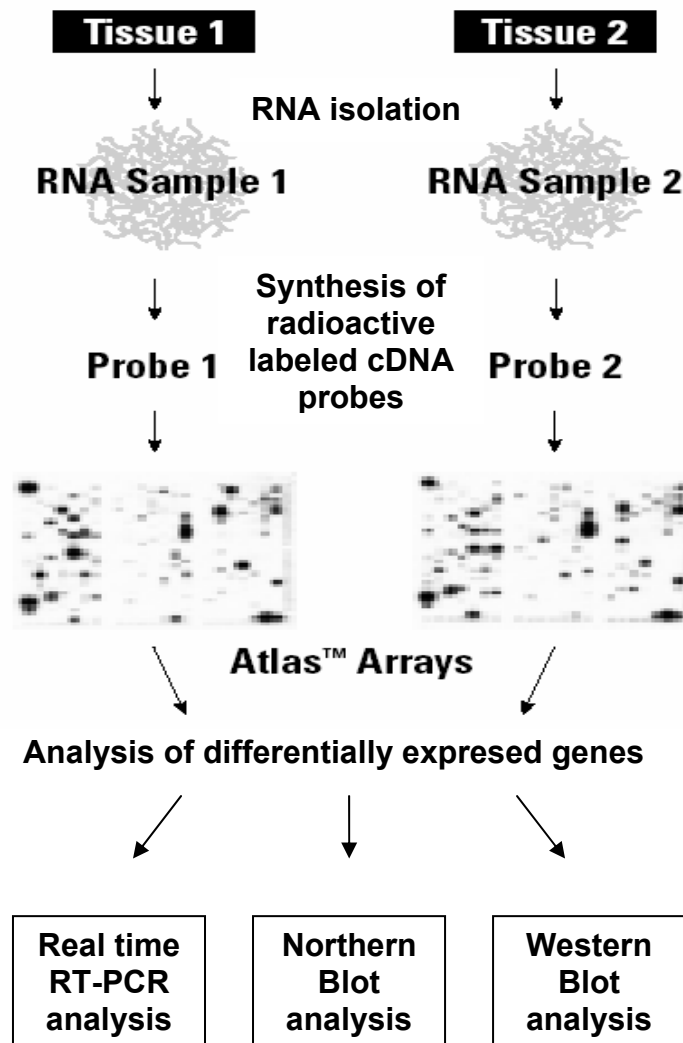 Tissue 1
Tissue 2
RNA isolation
RNA Sample 1
RNA Sample 2
Synthesis of
radioactive
labeled cDNA
probes
Probe 1
Probe 2
Atlas™ Arrays
Analysis of differentially expresed genes
Real time
RT-PCR
analysis
Northern
Blot
analysis
Western
Blot
analysis